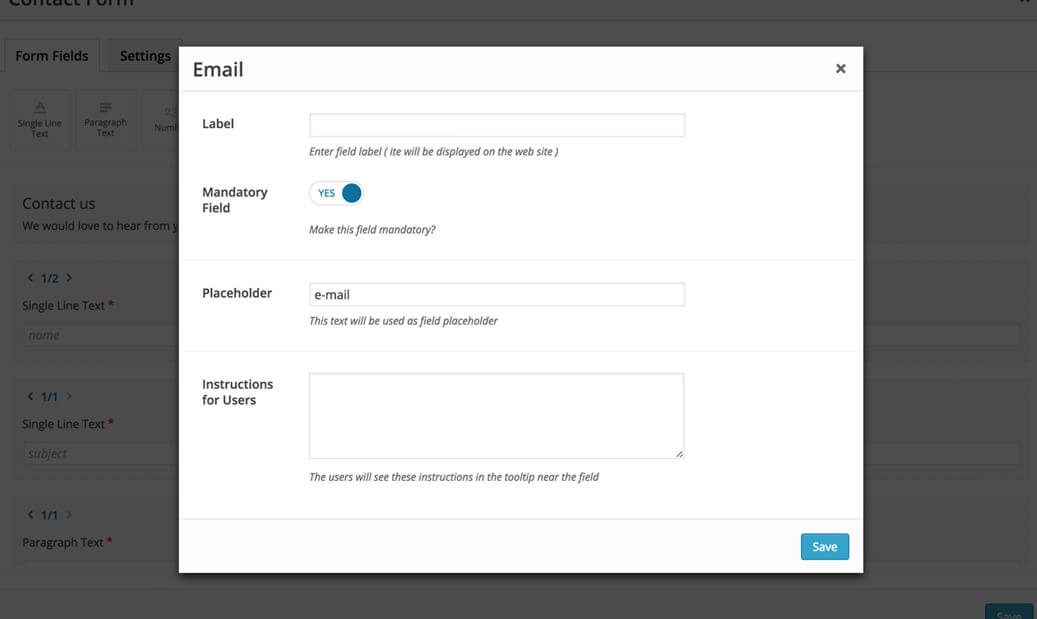 Contact Form
Form Fields
Settings
Single Line
Text
Paragraph
Text
Contact us
We would love to hear from
1/2
Single Line Text *
name
1/1
Single Line Text *
subject
1/1
Paragraph Text *
Email
×
Label
Enter field label ( ite will be displayed on the web site )
Mandatory
Field
YES
Make this field mandatory?
Placeholder
e-mail
This text will be used as field placeholder
Instructions
for Users
The users will see these instructions in the tooltip near the field
Save
Save